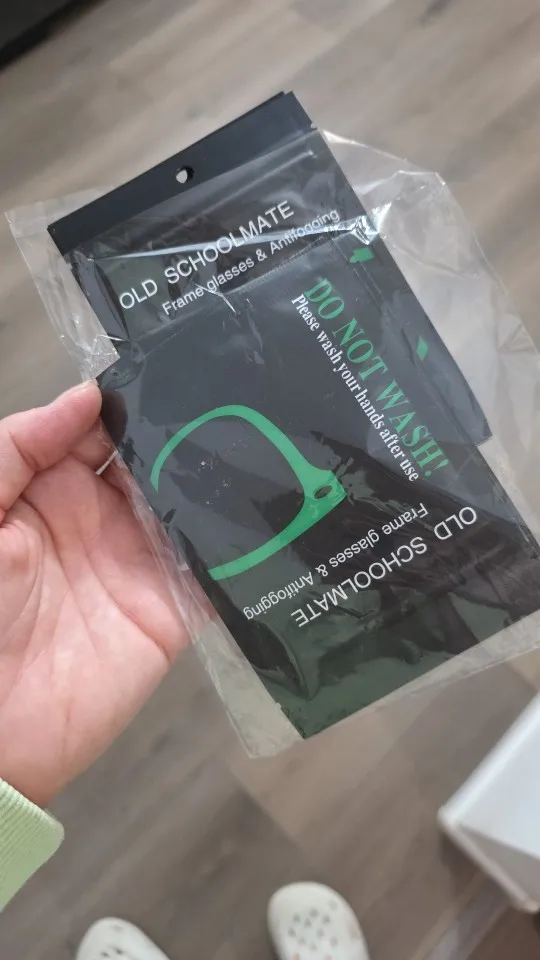 OLD SCHOOLMATE
Frame glasses & Antifogging
DO NOT WASH!
Please wash your hands after use
OLD SCHOOLMATE
Frame glasses & Antifogging